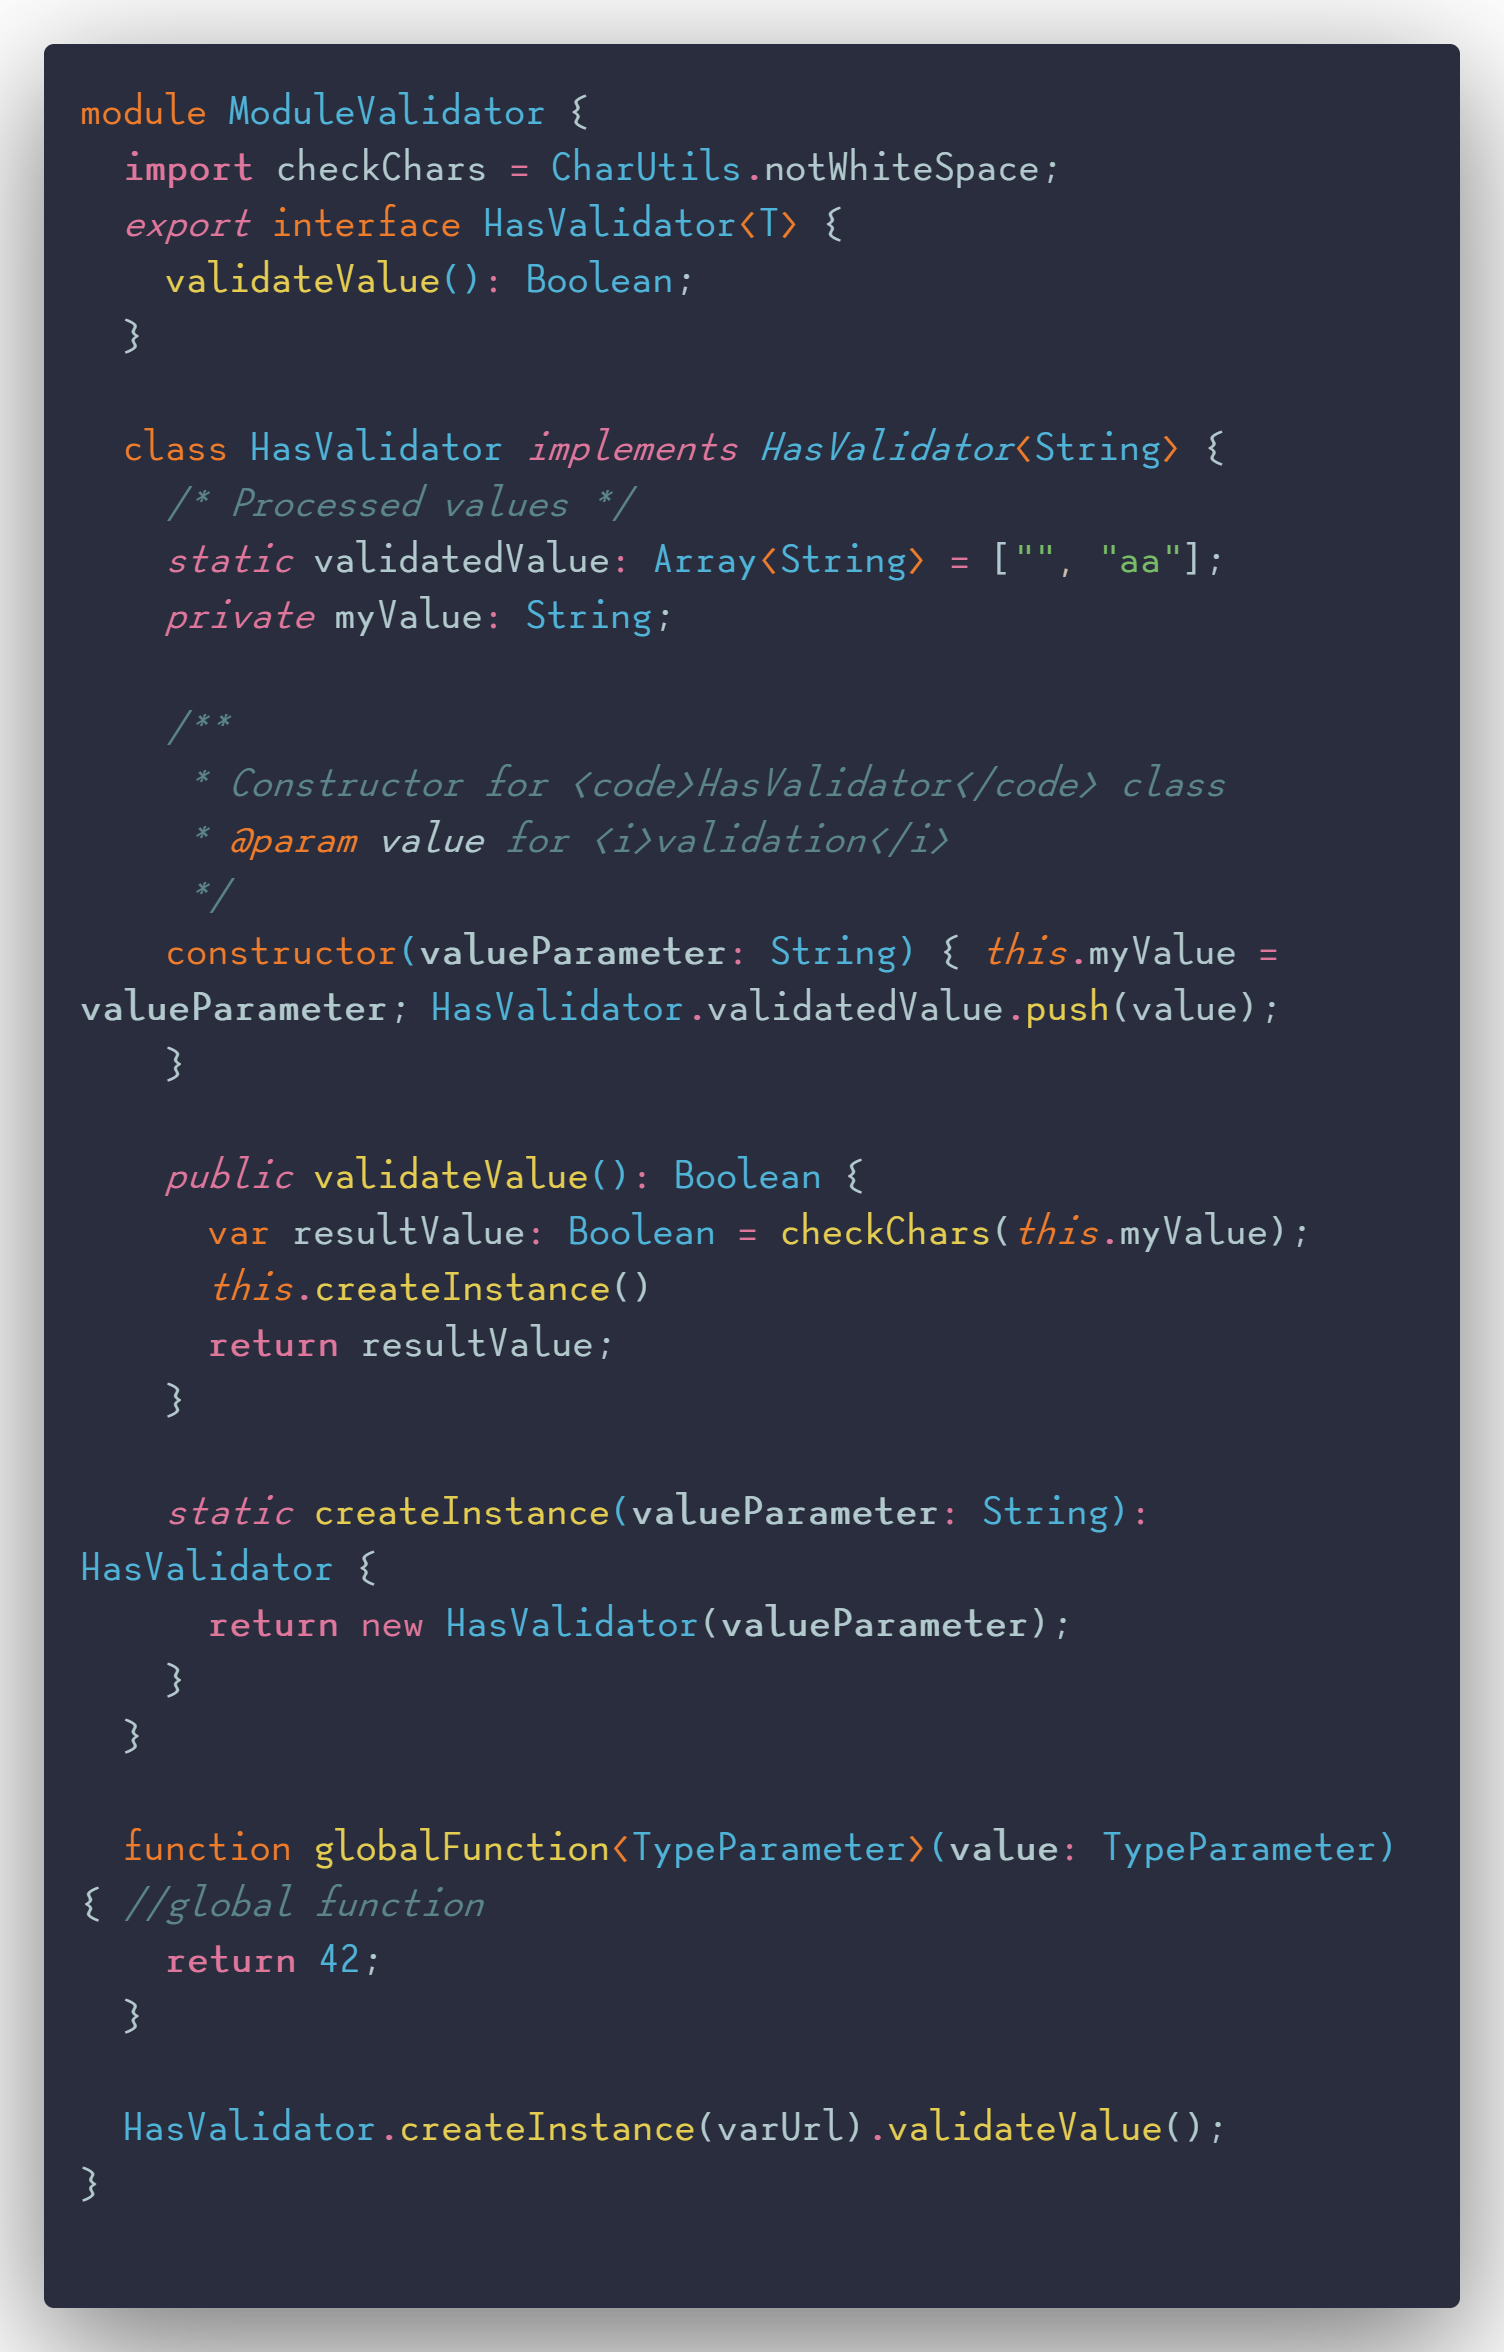 module ModuleValidator {
  import checkChars = CharUtils.notWhiteSpace;
  export interface HasValidator<T> {
    validateValue(): Boolean;
  }

  class HasValidator implements HasValidator<String> {
    /* Processed values */
    static validatedValue: Array<String> = ["", "aa"];
    private myValue: String;

    /**
     * Constructor for <code>HasValidator</code> class
     * @param value for <i>validation</i>
     */
    constructor(valueParameter: String) { this.myValue =
valueParameter; HasValidator.validatedValue.push(value);
    }

    public validateValue(): Boolean {
      var resultValue: Boolean = checkChars(this.myValue);
      this.createInstance()
      return resultValue;
    }

    static createInstance(valueParameter: String):
HasValidator {
      return new HasValidator(valueParameter);
    }
  }

  function globalFunction<TypeParameter>(value: TypeParameter)
{ //global function
    return 42;
  }

  HasValidator.createInstance(varUrl).validateValue();
}